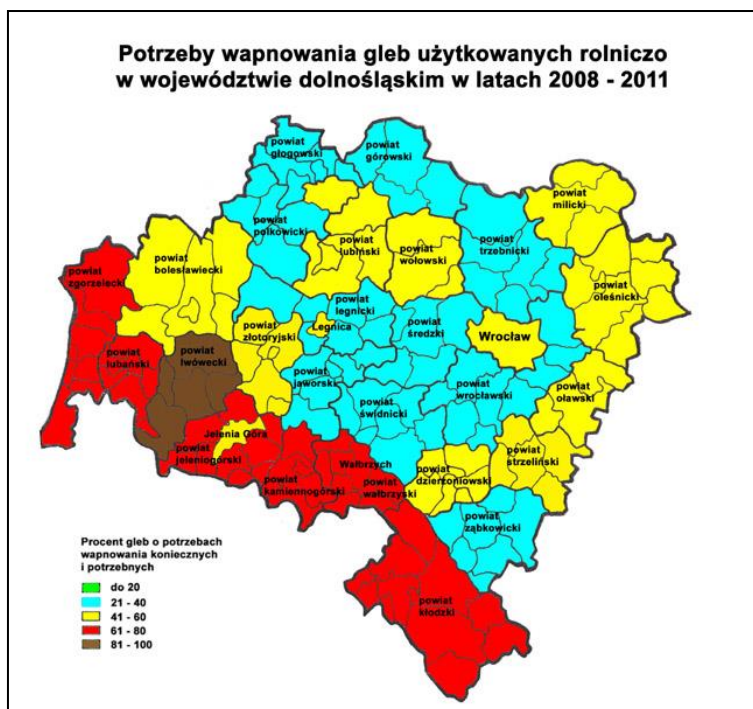 Potrzeby wapnowania gleb użytkowanych rolniczo
w województwie dolnośląskim w latach 2008 - 2011
powiat
głogowski
powiat
górowski
powiat
milicki
powiat
polkowicki
powiat
lubiński
powiat
wołowski
powiat
trzebnicki
powiat
bolesławiecki
powiat
zgorzelecki
powiat
oleśnicki
powiat
legnicki
Legnica
powiat
złotoryjski
powiat
średzki
Wrocław
powiat
lubański
powiat
lwówecki
powiat
jaworski
powiat
wrocławski
powiat
oławski
powiat
świdnicki
Jelenia Góra
powiat
jeleniogórski
powiat
strzeliński
Wałbrzych
powiat
kamiennogórski
powiat
wałbrzyski
powiat
dzierżoniowski
powiat
ząbkowicki
powiat
kłodzki
Procent gleb o potrzebach
wapnowania koniecznych
i potrzebnych
do 20
21 - 40
41 - 60
61 - 80
81 - 100